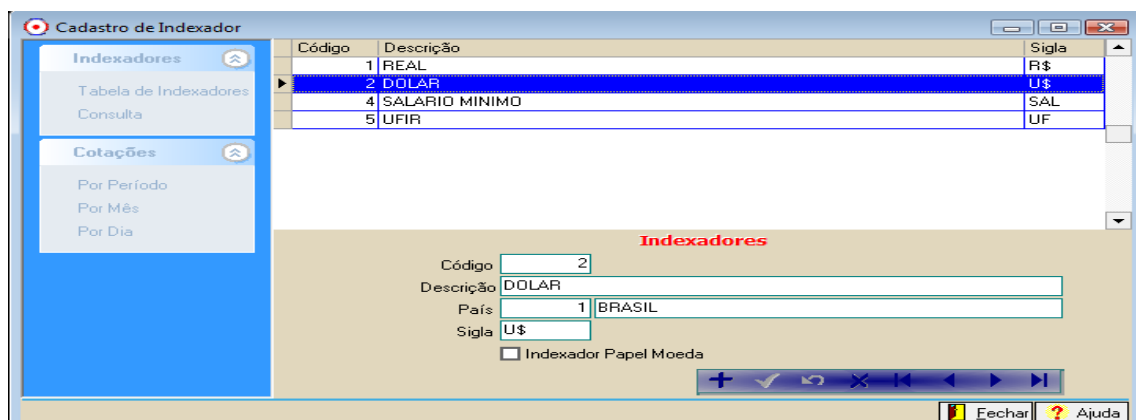 Cadastro de Indexador
Indexadores
Tabela de Indexadores
Consulta
Cotações
Por Período
Por Mês
Por Dia
Código Descrição Sigla
1 REAL R$
2 DOLAR U$
4 SALARIO MINIMO SAL
5 UFIR UF
Indexadores
Código 2
Descrição DOLAR
País 1 BRASIL
Sigla U$
Indexador Papel Moeda
Fechar ? Ajuda